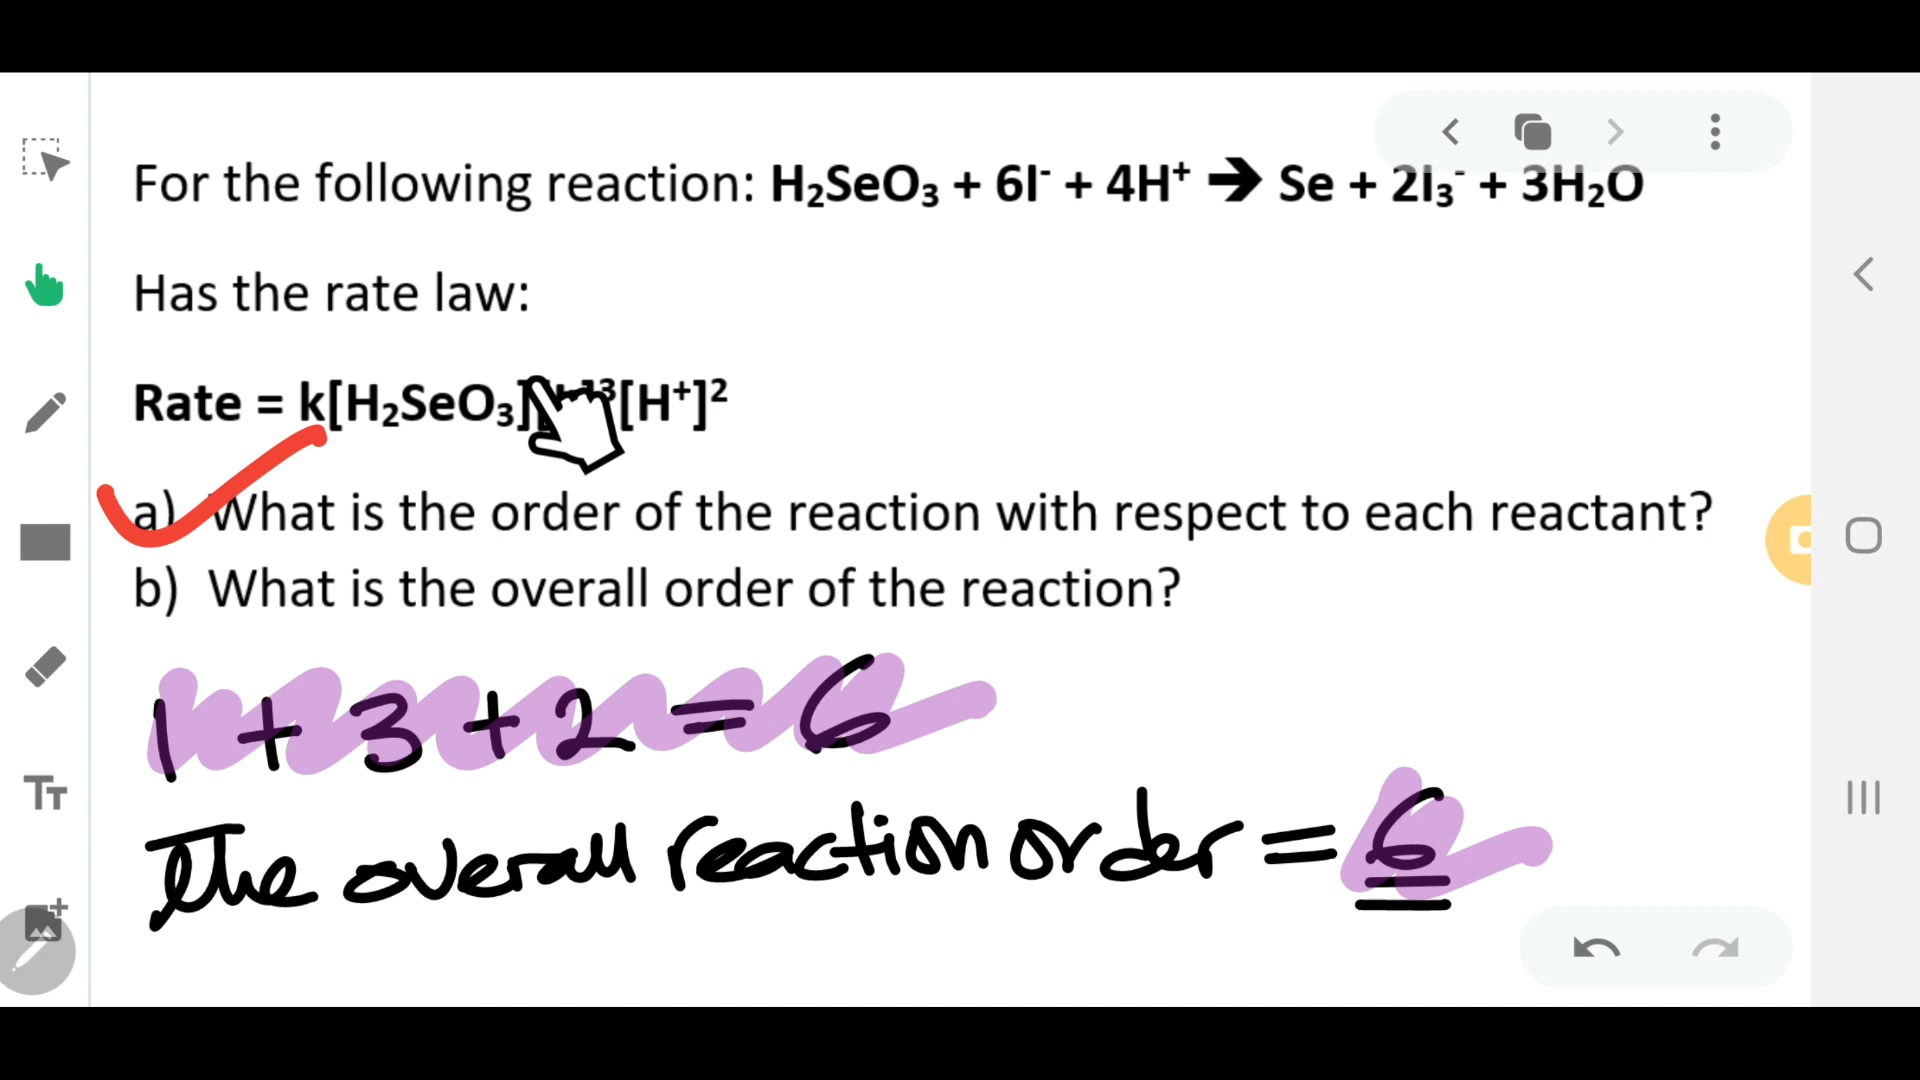 For the following reaction: H₂SeO₃ + 6I⁻ + 4H⁺ ➔ Se + 2I₃⁻ + 3H₂O
Has the rate law:
Rate = k[H₂SeO₃] ³[H⁺]²
a) What is the order of the reaction with respect to each reactant?
b) What is the overall order of the reaction?
1 + 3 + 2 = 6
The overall reaction order = 6
TT